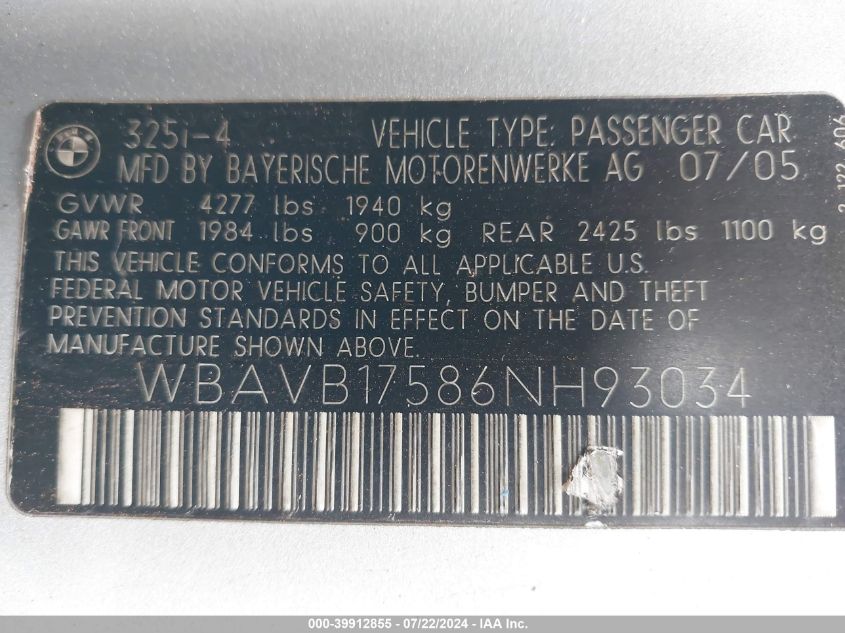 325i-4 VEHICLE TYPE: PASSENGER CAR
MFD BY BAYERISCHE MOTORENWERKE AG 07/05
GVWR 4277 lbs 1940 kg
GAWR FRONT 1984 lbs 900 kg REAR 2425 lbs 1100 kg
THIS VEHICLE CONFORMS TO ALL APPLICABLE U.S.
FEDERAL MOTOR VEHICLE SAFETY, BUMPER AND THEFT
PREVENTION STANDARDS IN EFFECT ON THE DATE OF
MANUFACTURE SHOWN ABOVE.
WBAVB17586NH93034
000-39912855 - 07/22/2024 - IAA Inc.